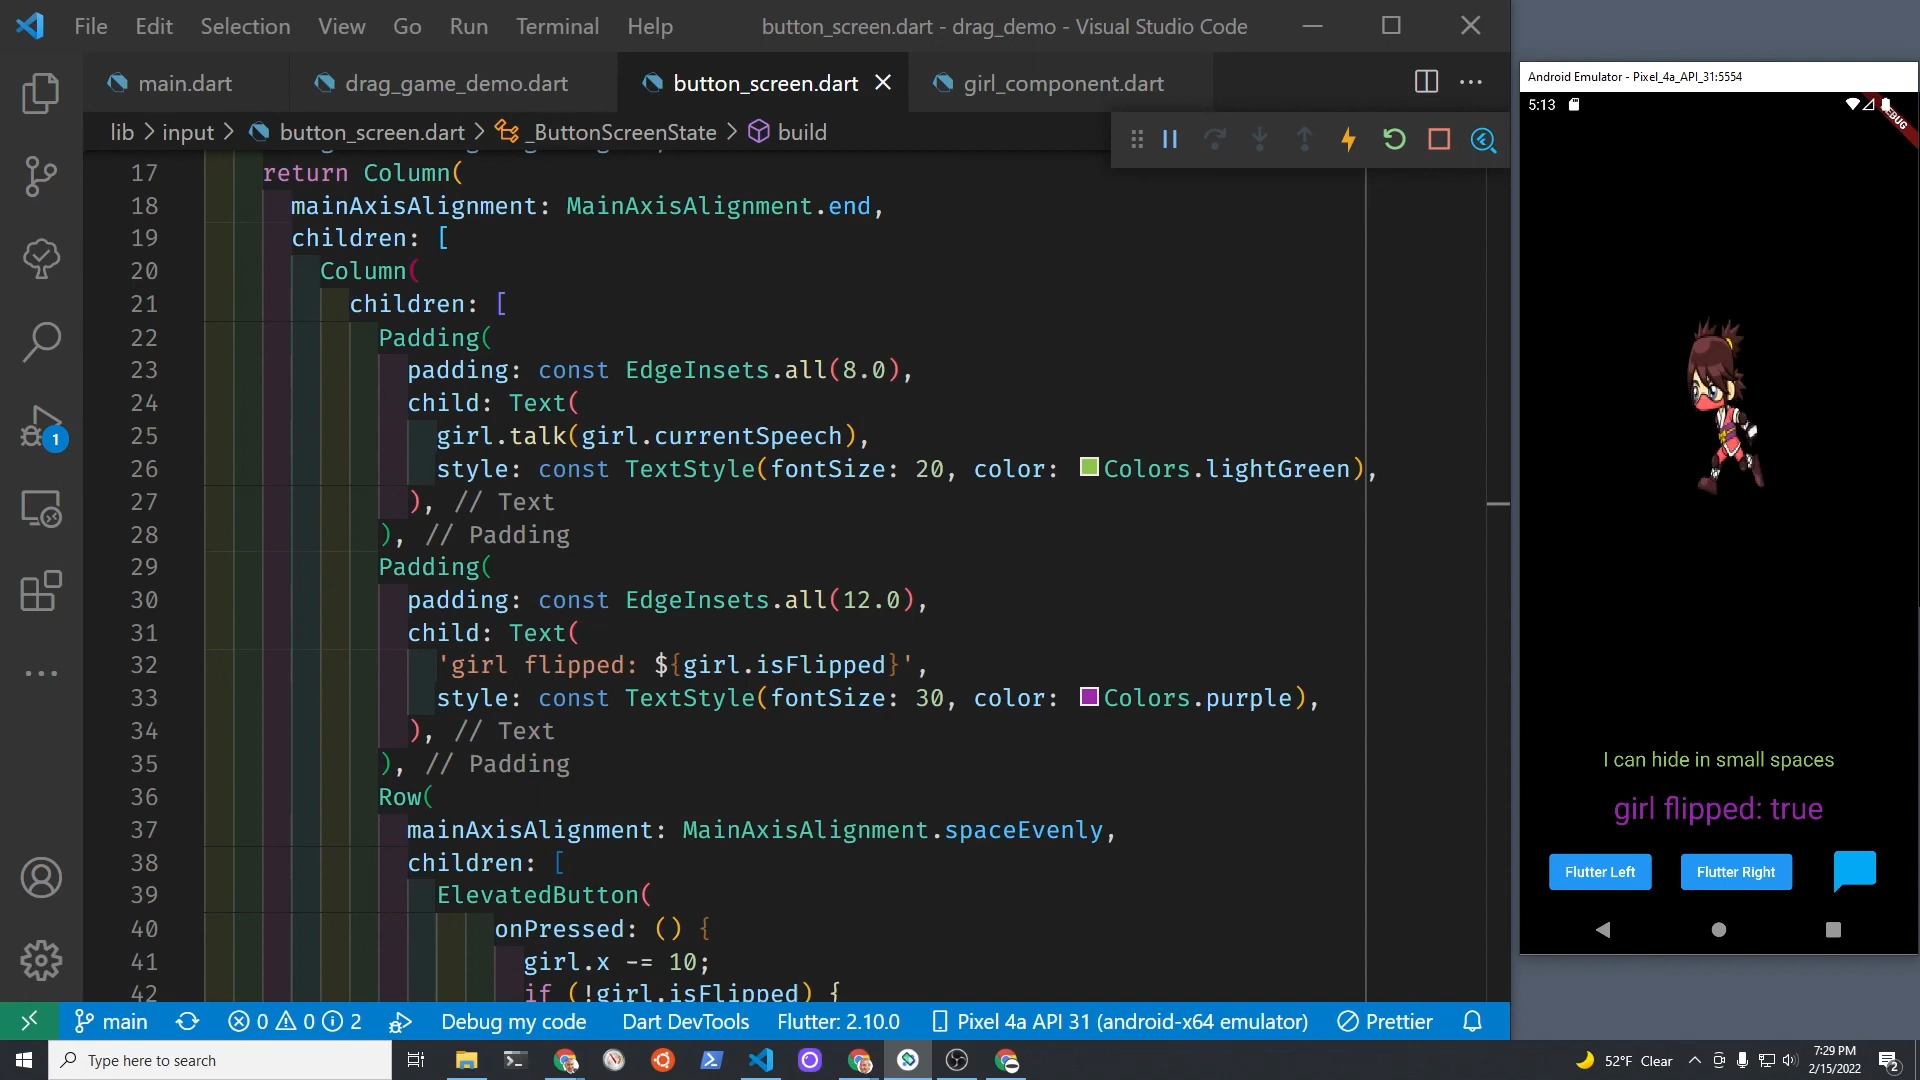 File Edit Selection View Go Run Terminal Help button_screen.dart - drag_demo - Visual Studio Code
main.dart drag_game_demo.dart button_screen.dart girl_component.dart
lib > input > button_screen.dart > _ButtonScreenState > build
17 return Column(
18 mainAxisAlignment: MainAxisAlignment.end,
19 children: [
20 Column(
21 children: [
22 Padding(
23 padding: const EdgeInsets.all(8.0),
24 child: Text(
25 girl.talk(girl.currentSpeech),
26 style: const TextStyle(fontSize: 20, color: Colors.lightGreen),
27 ), // Text
28 ), // Padding
29 Padding(
30 padding: const EdgeInsets.all(12.0),
31 child: Text(
32 'girl flipped: ${girl.isFlipped}',
33 style: const TextStyle(fontSize: 30, color: Colors.purple),
34 ), // Text
35 ), // Padding
36 Row(
37 mainAxisAlignment: MainAxisAlignment.spaceEvenly,
38 children: [
39 ElevatedButton(
40 onPressed: () {
41 girl.x -= 10;
42 if (!girl.isFlipped) {
1
main 0 0 2 Debug my code Dart DevTools Flutter: 2.10.0 Pixel 4a API 31 (android-x64 emulator) Prettier
Android Emulator - Pixel_4a_API_31:5554
5:13
I can hide in small spaces
girl flipped: true
Flutter Left Flutter Right
Type here to search
52°F Clear
7:29 PM
2/15/2022
2